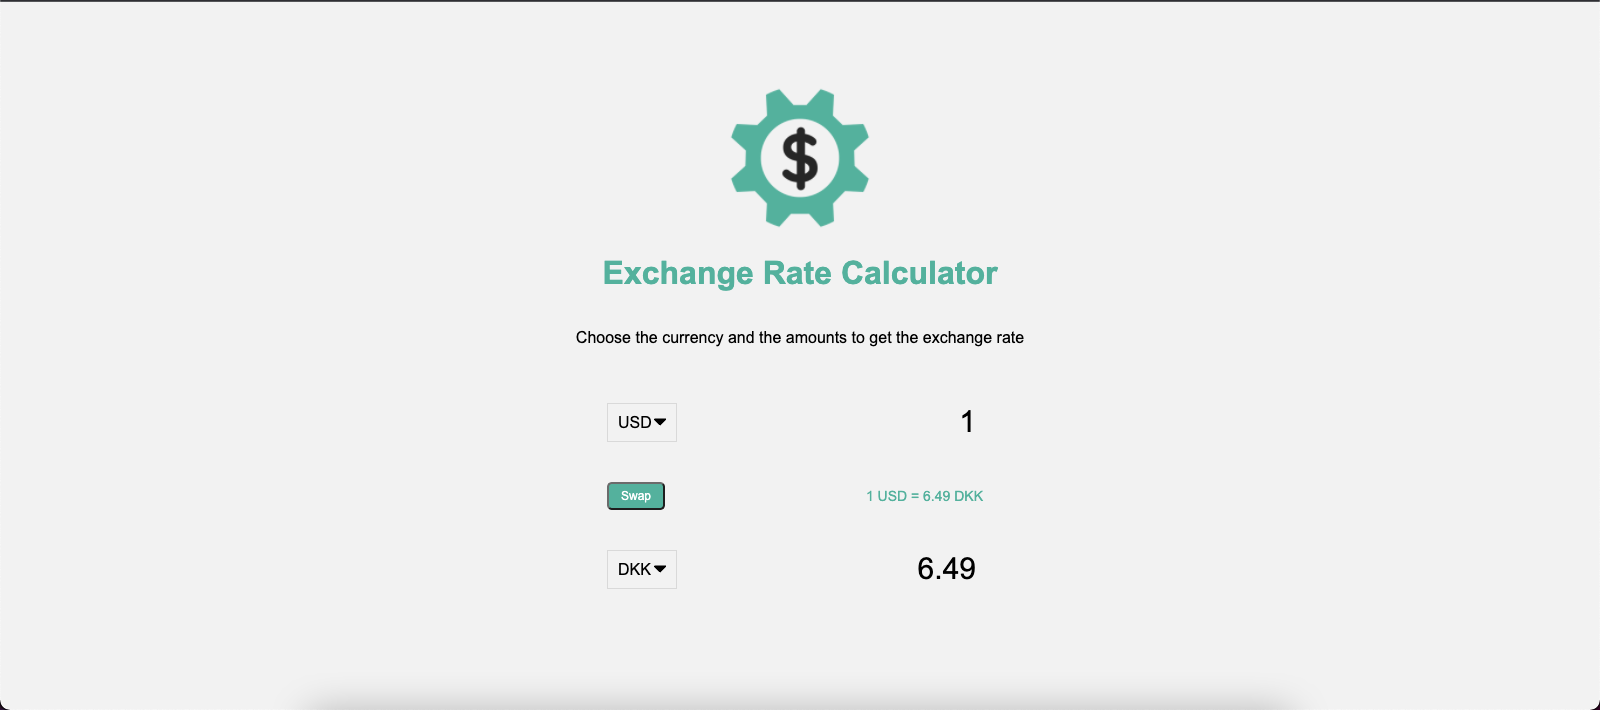 $
Exchange Rate Calculator
Choose the currency and the amounts to get the exchange rate
USD 1
Swap 1 USD = 6.49 DKK
DKK 6.49